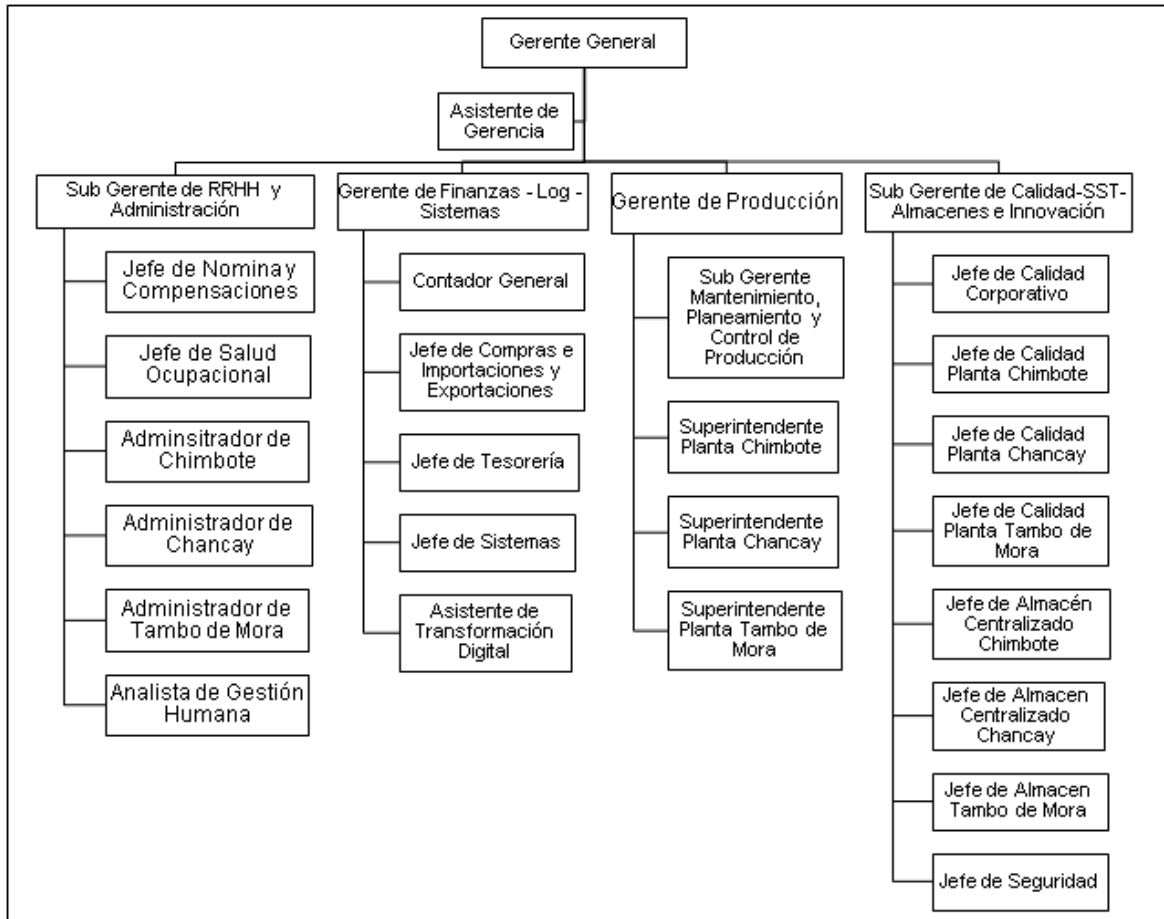 Gerente General
Asistente de
Gerencia
Sub Gerente de RRHH y
Administración
Jefe de Nomina y
Compensaciones
Jefe de Salud
Ocupacional
Adminsitrador de
Chimbote
Administrador de
Chancay
Administrador de
Tambo de Mora
Analista de Gestión
Humana
Gerente de Finanzas - Log -
Sistemas
Contador General
Jefe de Compras e
Importaciones y
Exportaciones
Jefe de Tesorería
Jefe de Sistemas
Asistente de
Transformación
Digital
Gerente de Producción
Sub Gerente
Mantenimiento,
Planeamiento y
Control de
Producción
Superintendente
Planta Chimbote
Superintendente
Planta Chancay
Superintendente
Planta Tambo de
Mora
Sub Gerente de Calidad-SST-
Almacenes e Innovación
Jefe de Calidad
Corporativo
Jefe de Calidad
Planta Chimbote
Jefe de Calidad
Planta Chancay
Jefe de Calidad
Planta Tambo de
Mora
Jefe de Almacén
Centralizado
Chimbote
Jefe de Almacen
Centralizado
Chancay
Jefe de Almacen
Tambo de Mora
Jefe de Seguridad